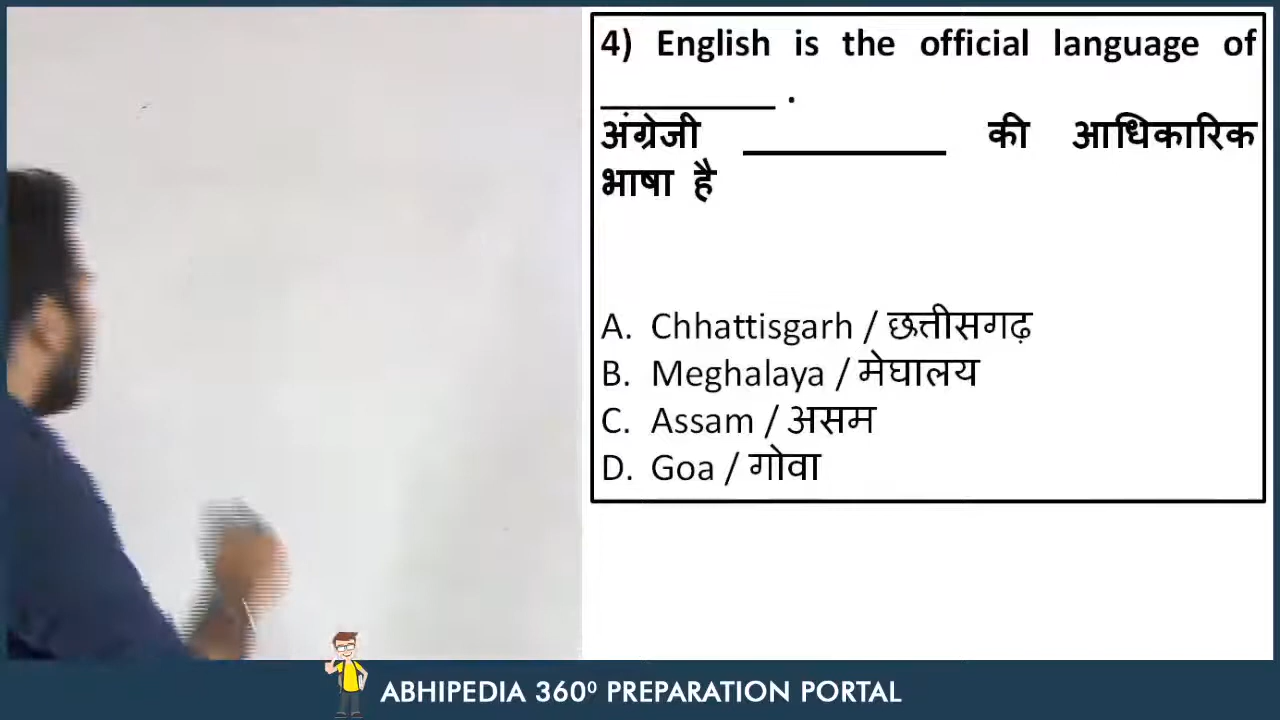 4) English is the official language of
__________ .
अंग्रेजी ___________ की आधिकारिक
भाषा है
A. Chhattisgarh / छत्तीसगढ़
B. Meghalaya / मेघालय
C. Assam / असम
D. Goa / गोवा
ABHIPEDIA 360⁰ PREPARATION PORTAL